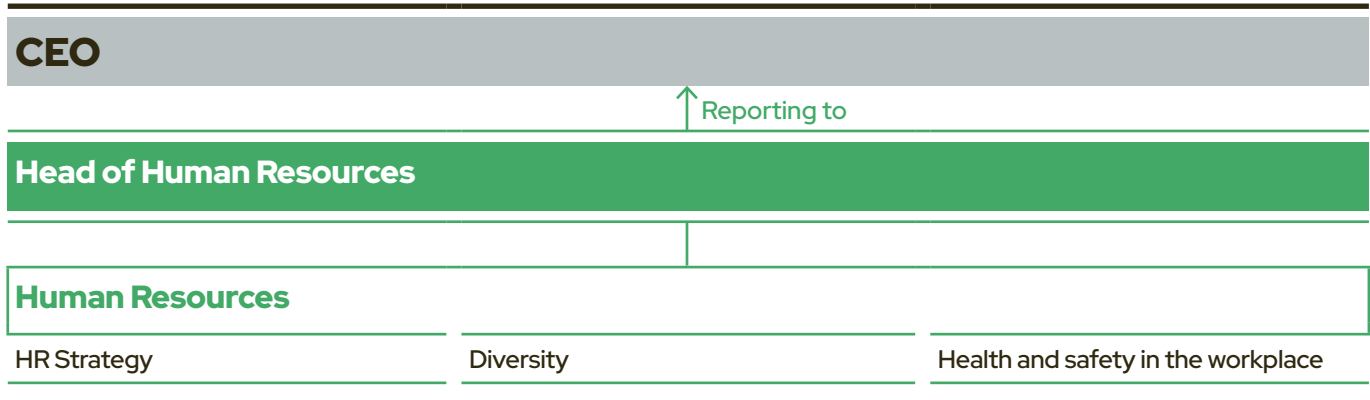 CEO
Reporting to
Head of Human Resources
Human Resources
HR Strategy
Diversity
Health and safety in the workplace